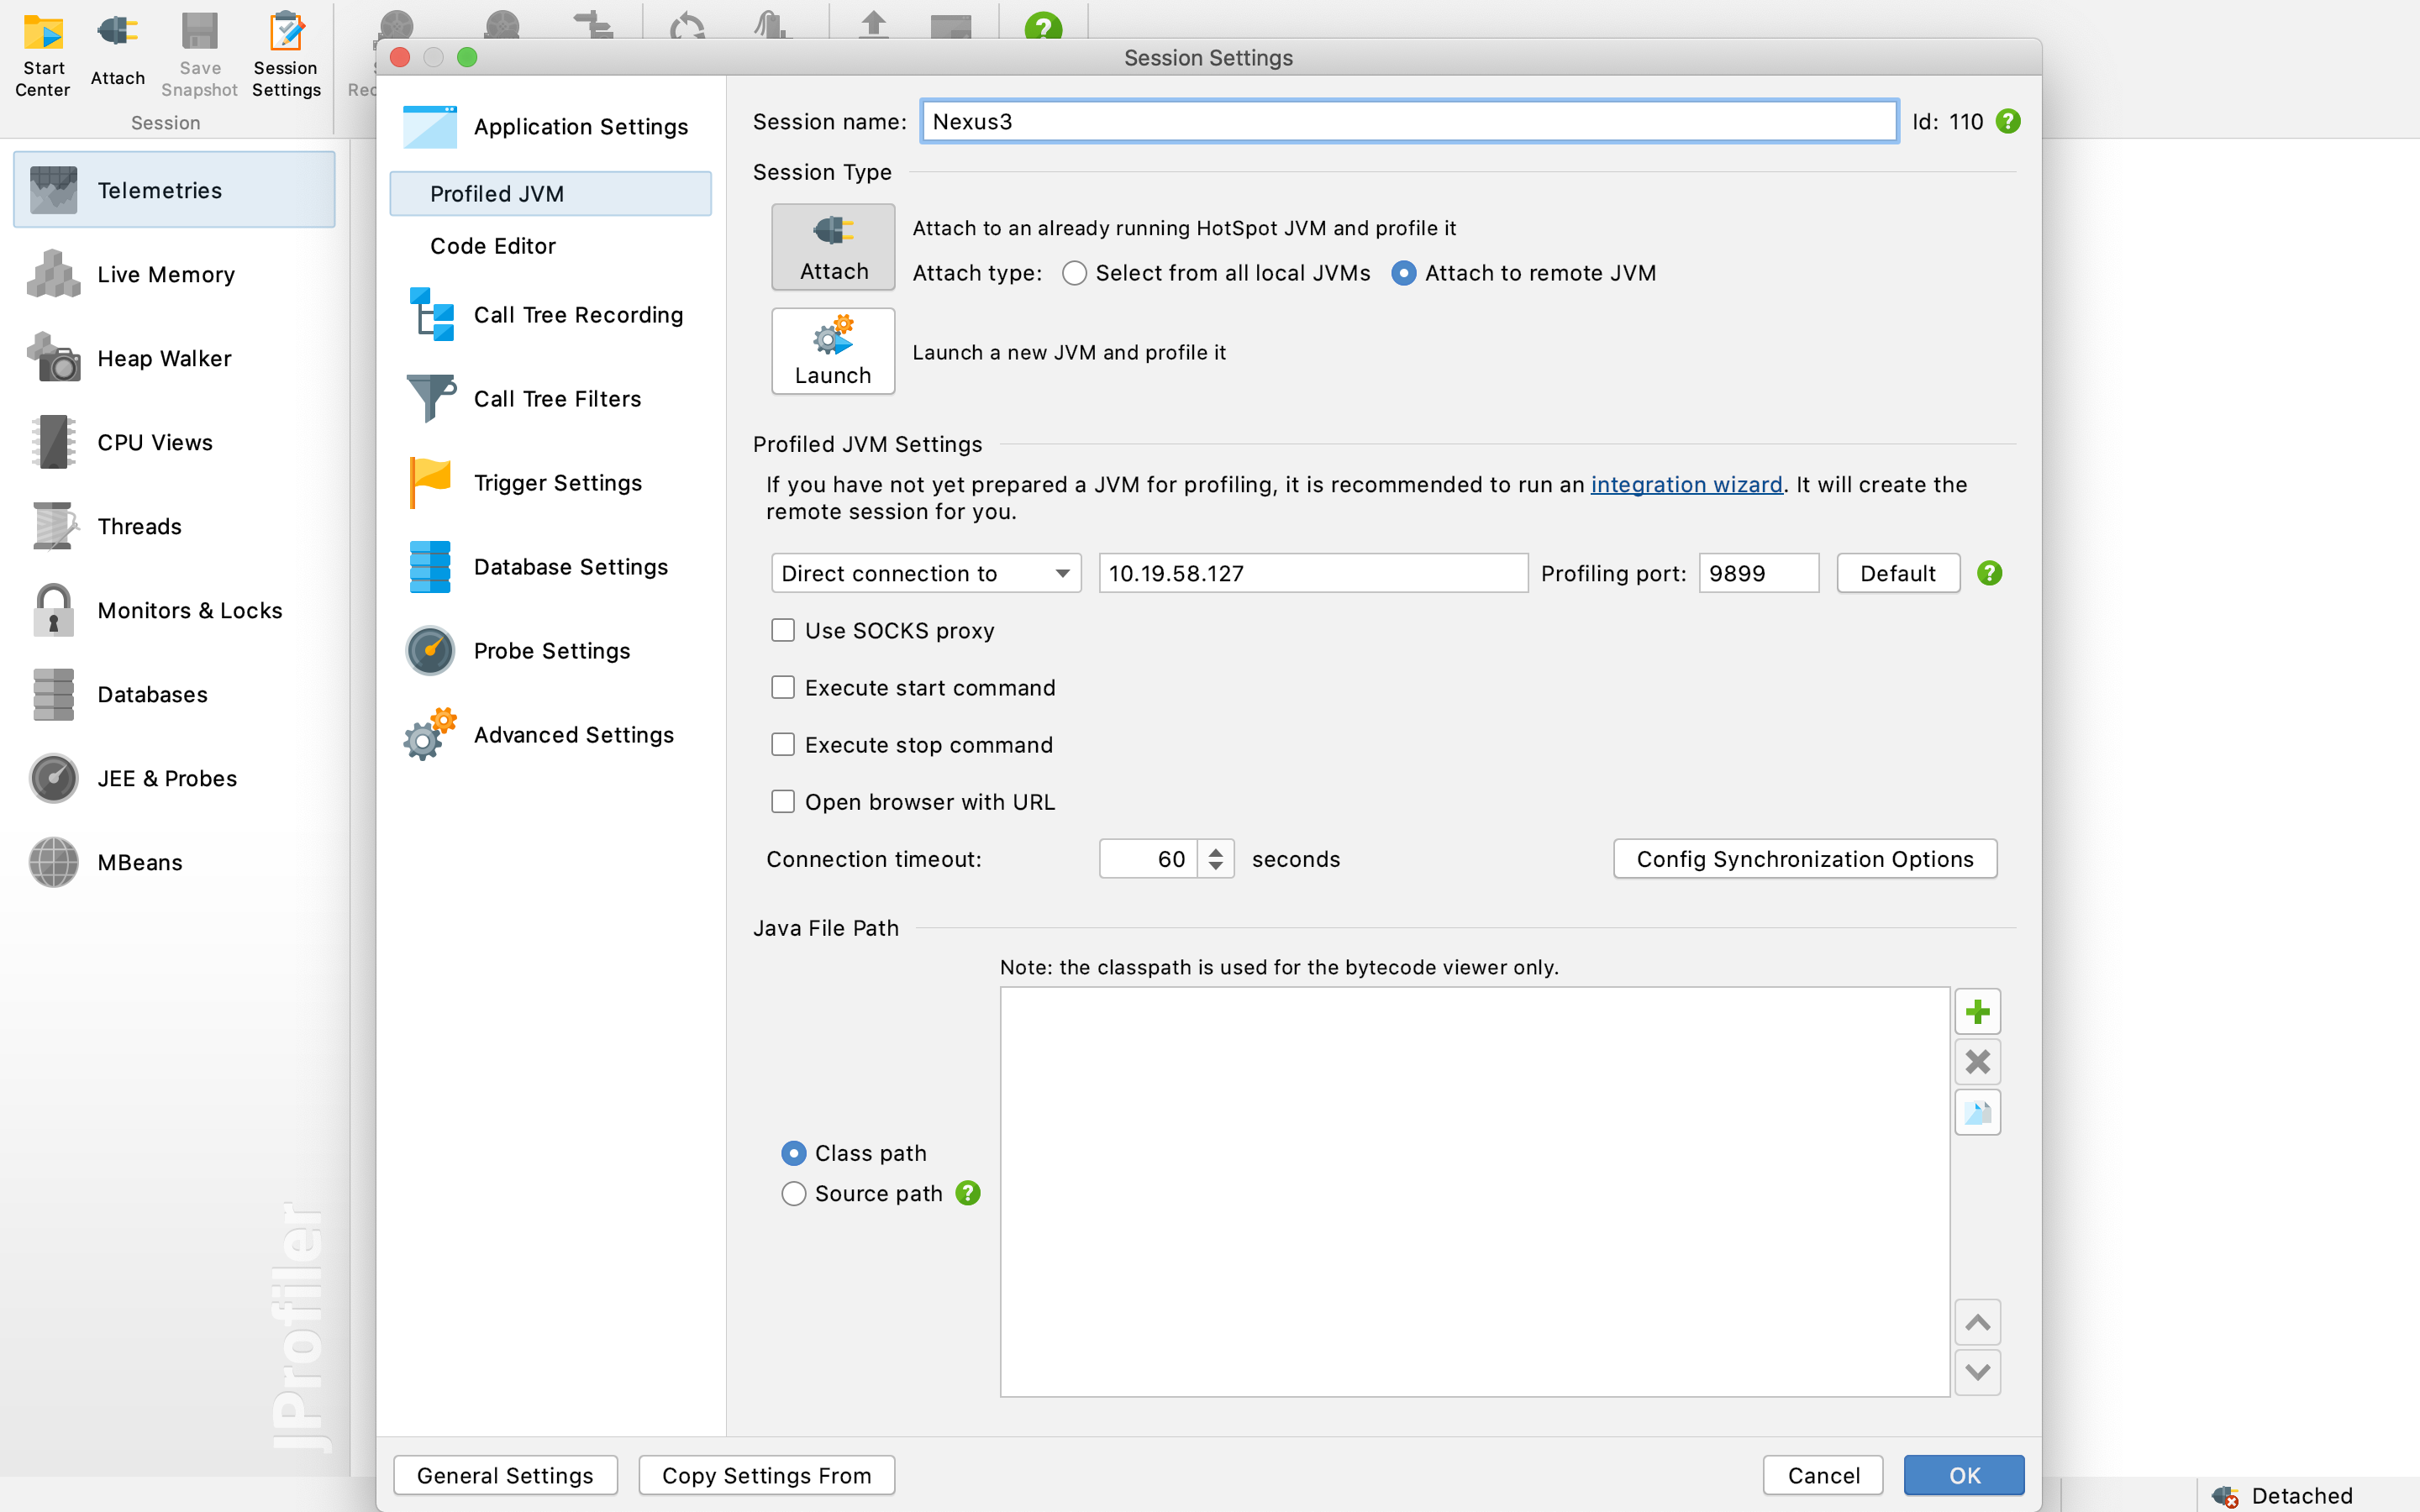 Start Center
Attach
Save Snapshot
Session Settings
Session
Session Settings
Telemetries
Live Memory
Heap Walker
CPU Views
Threads
Monitors & Locks
Databases
JEE & Probes
MBeans
JProfiler
Application Settings
Profiled JVM
Code Editor
Call Tree Recording
Call Tree Filters
Trigger Settings
Database Settings
Probe Settings
Advanced Settings
Session name: Nexus3 Id: 110
Session Type
Attach
Attach to an already running HotSpot JVM and profile it
Attach type: Select from all local JVMs Attach to remote JVM
Launch
Launch a new JVM and profile it
Profiled JVM Settings
If you have not yet prepared a JVM for profiling, it is recommended to run an integration wizard. It will create the
remote session for you.
Direct connection to 10.19.58.127 Profiling port: 9899 Default
Use SOCKS proxy
Execute start command
Execute stop command
Open browser with URL
Connection timeout: 60 seconds Config Synchronization Options
Java File Path
Note: the classpath is used for the bytecode viewer only.
Class path
Source path
General Settings Copy Settings From Cancel OK
Detached